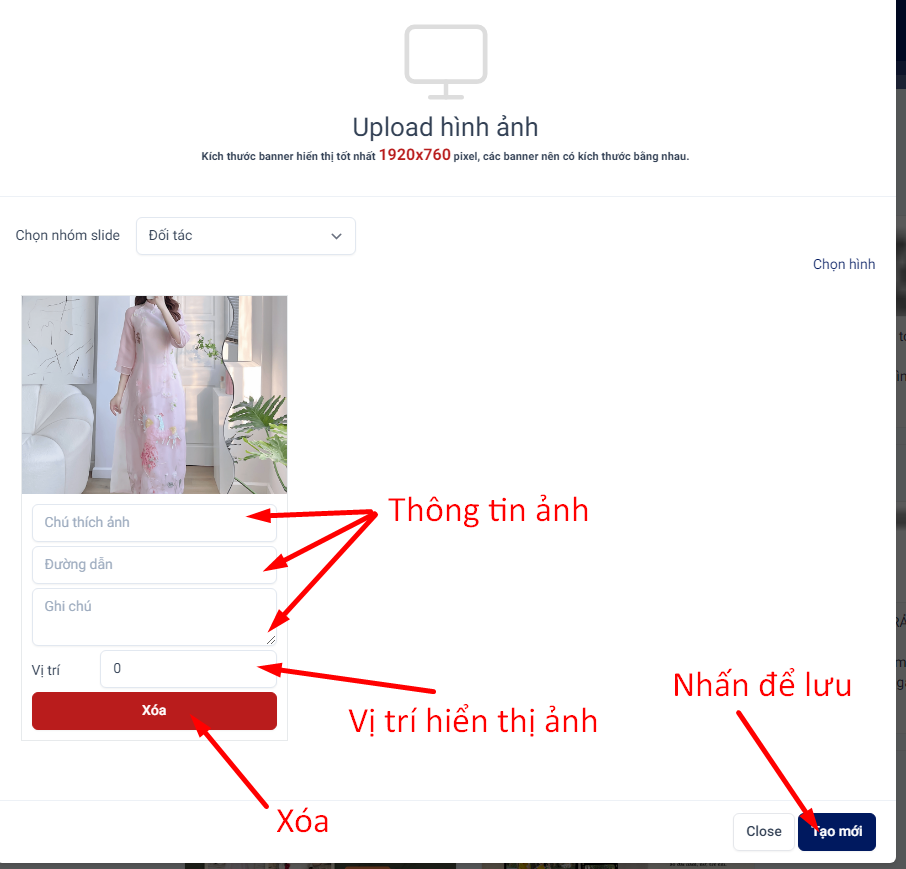 Upload hình ảnh
Kích thước banner hiển thị tốt nhất 1920x760 pixel, các banner nên có kích thước bằng nhau.
Chọn nhóm slide
Đối tác
Chọn hình
Chú thích ảnh
Thông tin ảnh
Đường dẫn
Ghi chú
Vị trí
0
Nhấn để lưu
Xóa
Vị trí hiển thị ảnh
Xóa
Close
Tạo mới